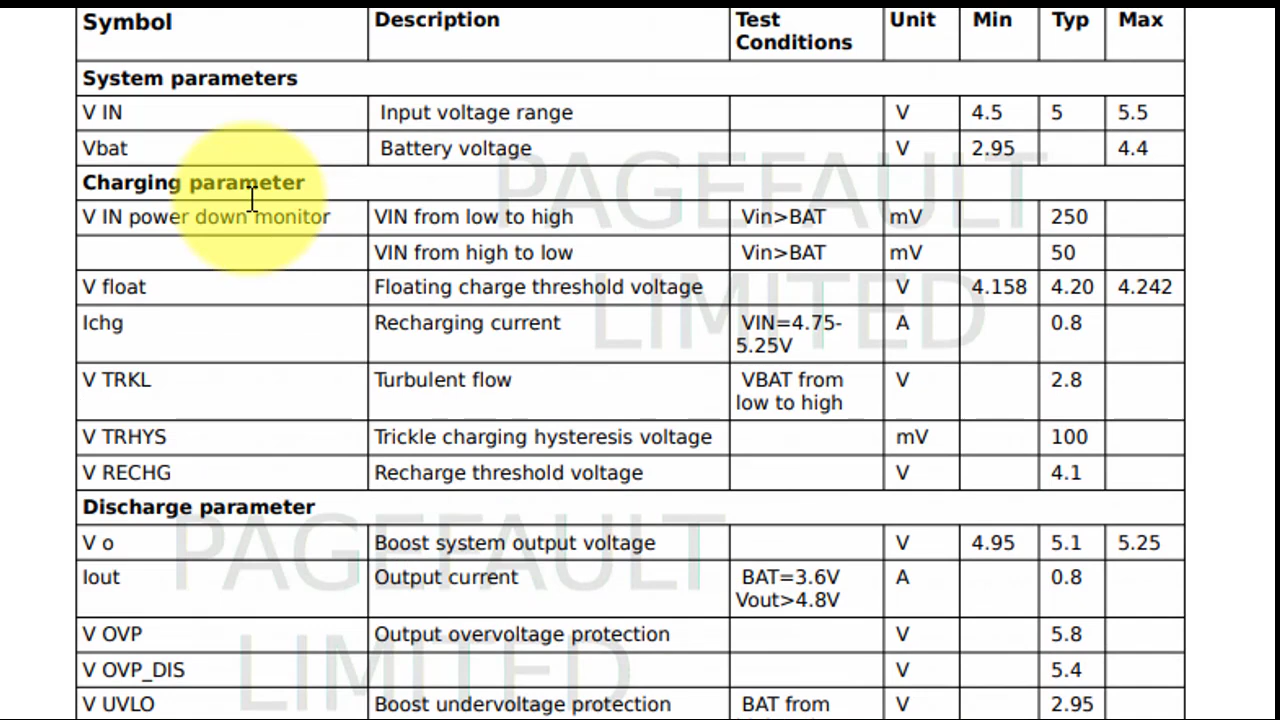 Symbol Description Test Conditions Unit Min Typ Max
System parameters
V IN Input voltage range V 4.5 5 5.5
Vbat Battery voltage V 2.95 4.4
Charging parameter
V IN power down monitor VIN from low to high Vin>BAT mV 250
VIN from high to low Vin>BAT mV 50
V float Floating charge threshold voltage V 4.158 4.20 4.242
Ichg Recharging current VIN=4.75-5.25V A 0.8
V TRKL Turbulent flow VBAT from low to high V 2.8
V TRHYS Trickle charging hysteresis voltage mV 100
V RECHG Recharge threshold voltage V 4.1
Discharge parameter
V o Boost system output voltage V 4.95 5.1 5.25
Iout Output current BAT=3.6V Vout>4.8V A 0.8
V OVP Output overvoltage protection V 5.8
V OVP_DIS V 5.4
V UVLO Boost undervoltage protection BAT from V 2.95
PAGEFAULT
LIMITED
PAGEFAULT
LIMITED